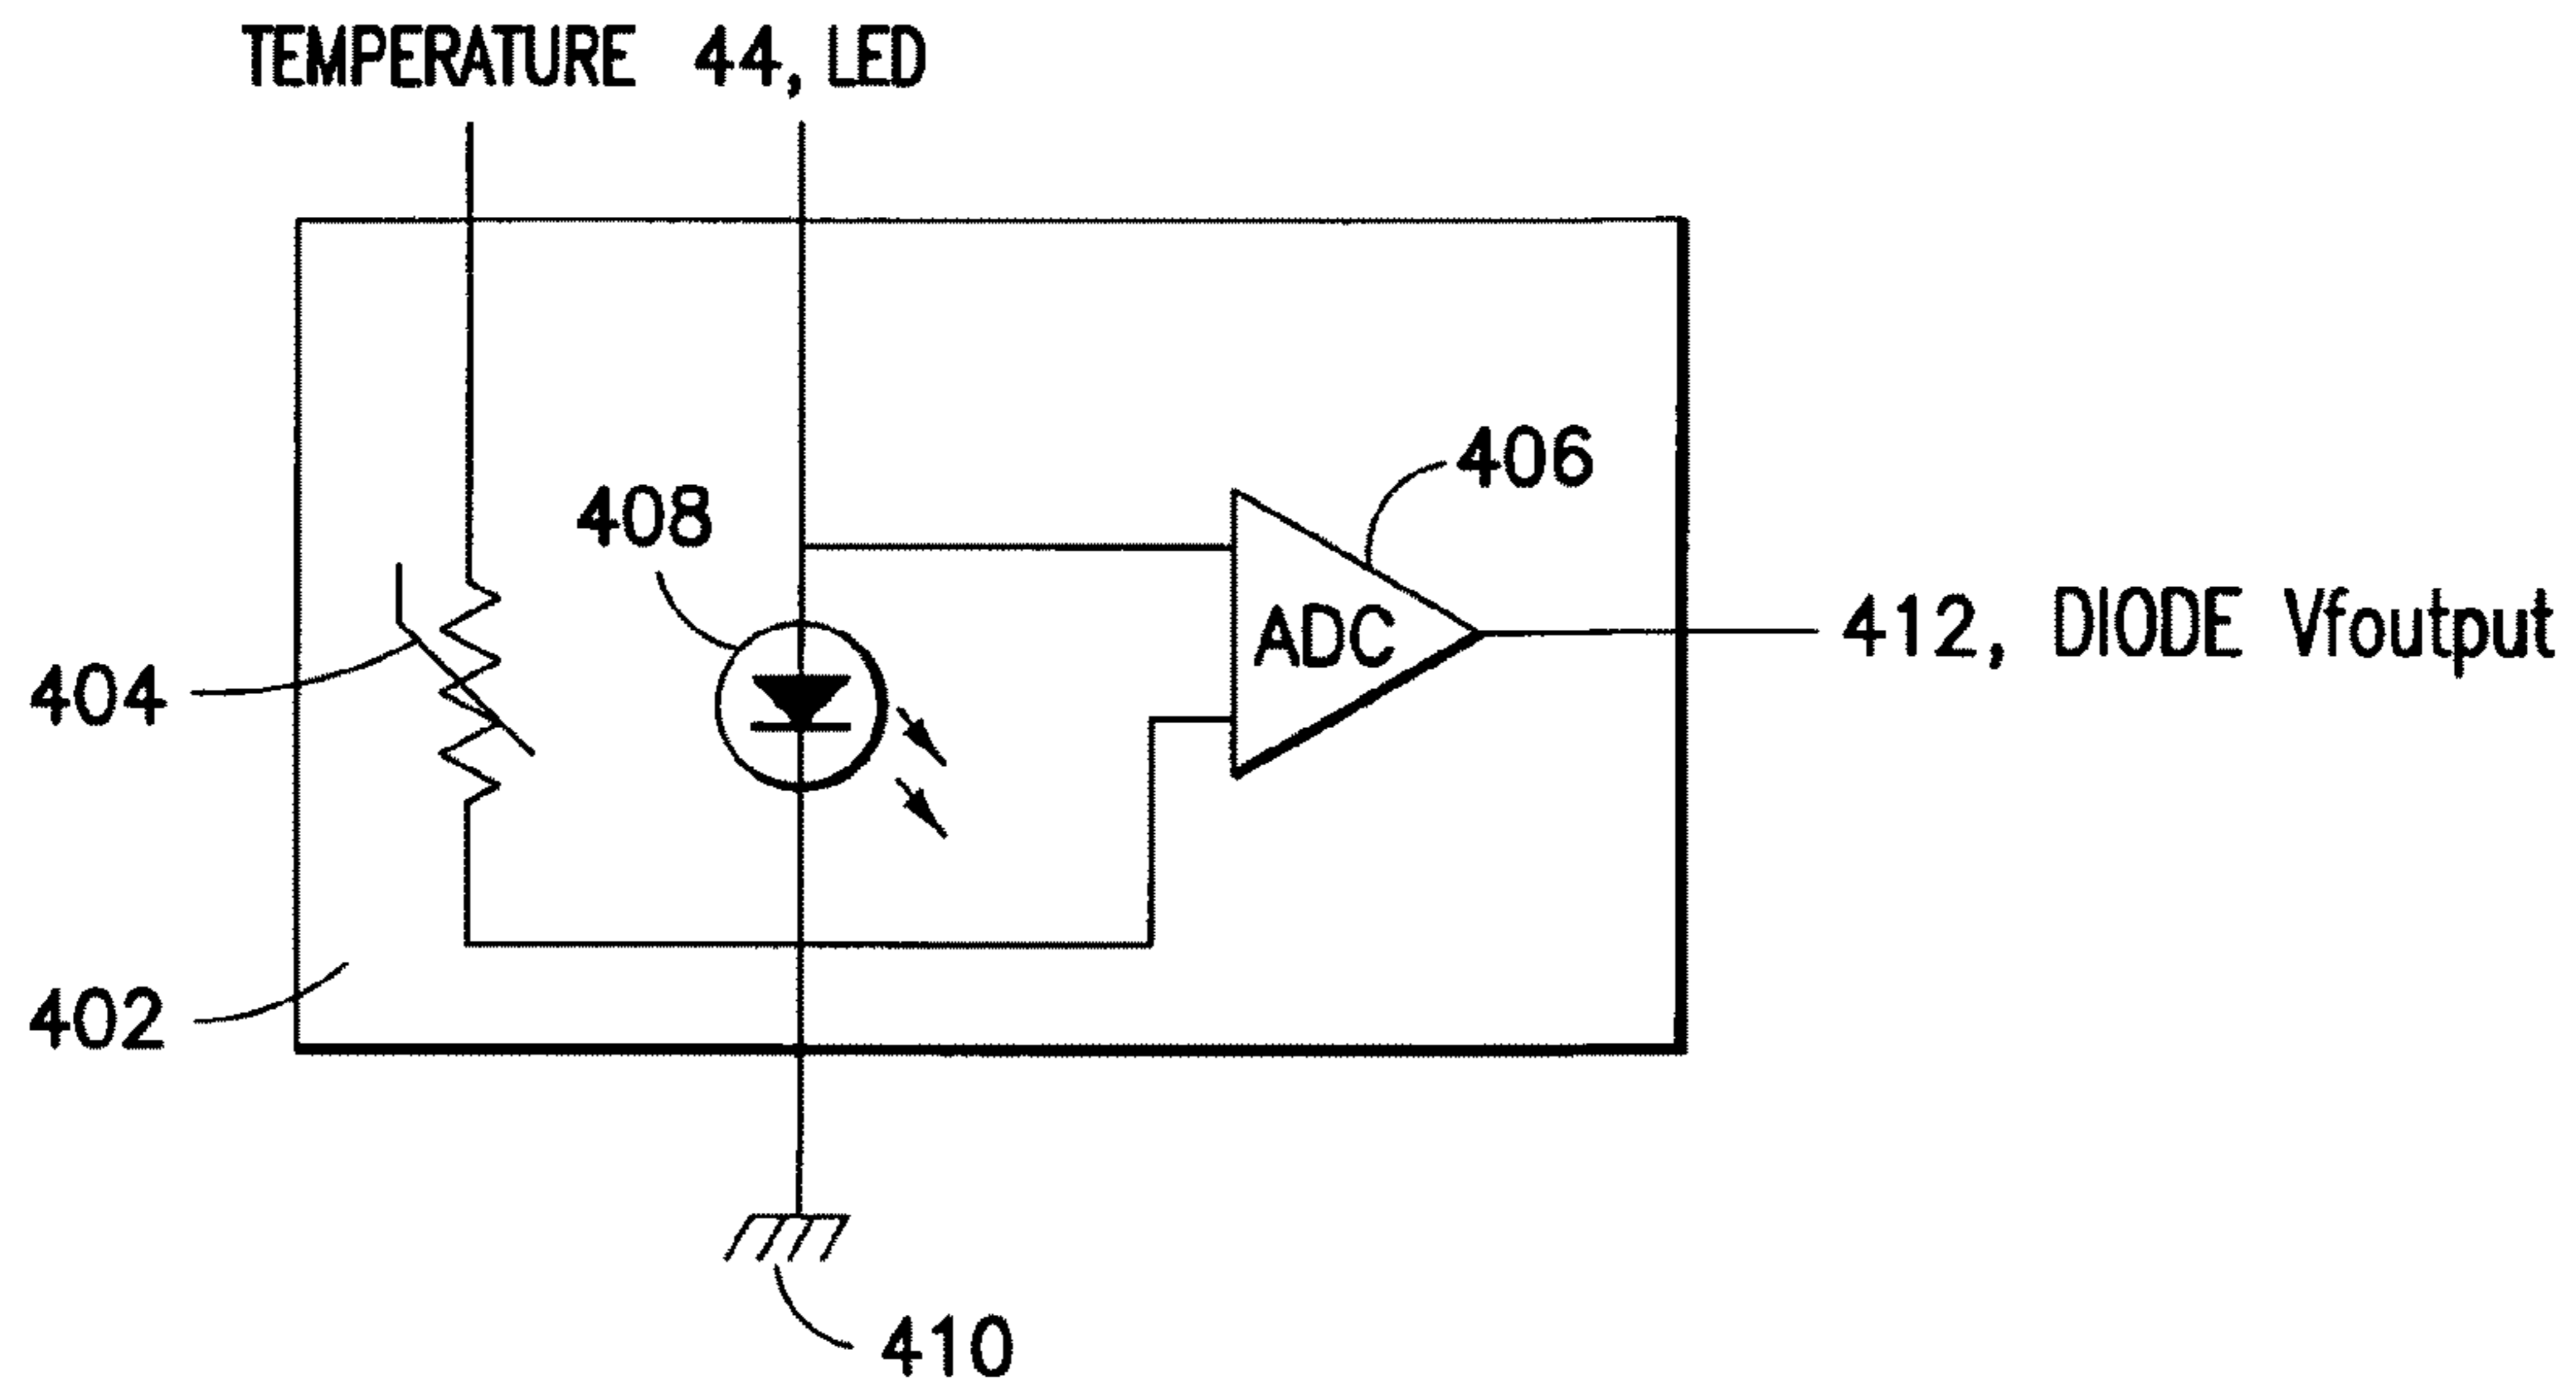 TEMPERATURE 44, LED
406
408
ADC
412, DIODE Vfoutput
404
402
410